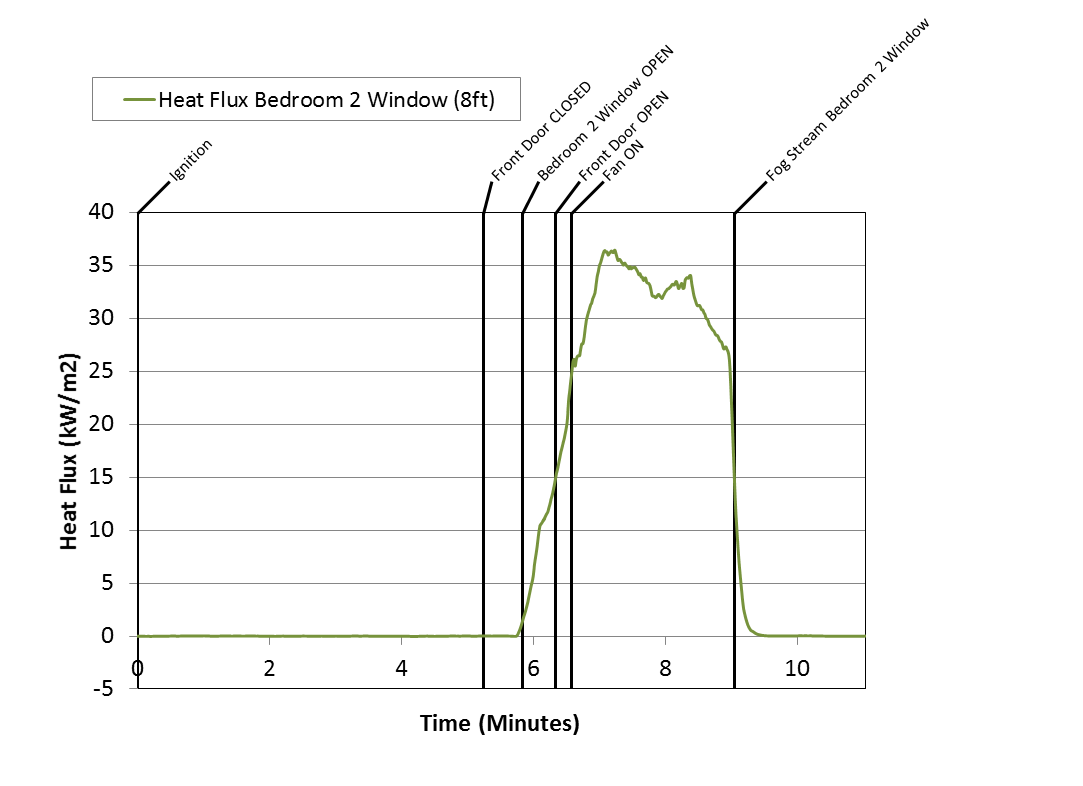 Heat Flux Bedroom 2 Window (8ft)
Ignition
Front Door CLOSED
Bedroom 2 Window OPEN
Front Door OPEN
Fan ON
Fog Stream Bedroom 2 Window
Heat Flux (kW/m2)
40
35
30
25
20
15
10
5
0
-5
0 2 4 6 8 10
Time (Minutes)